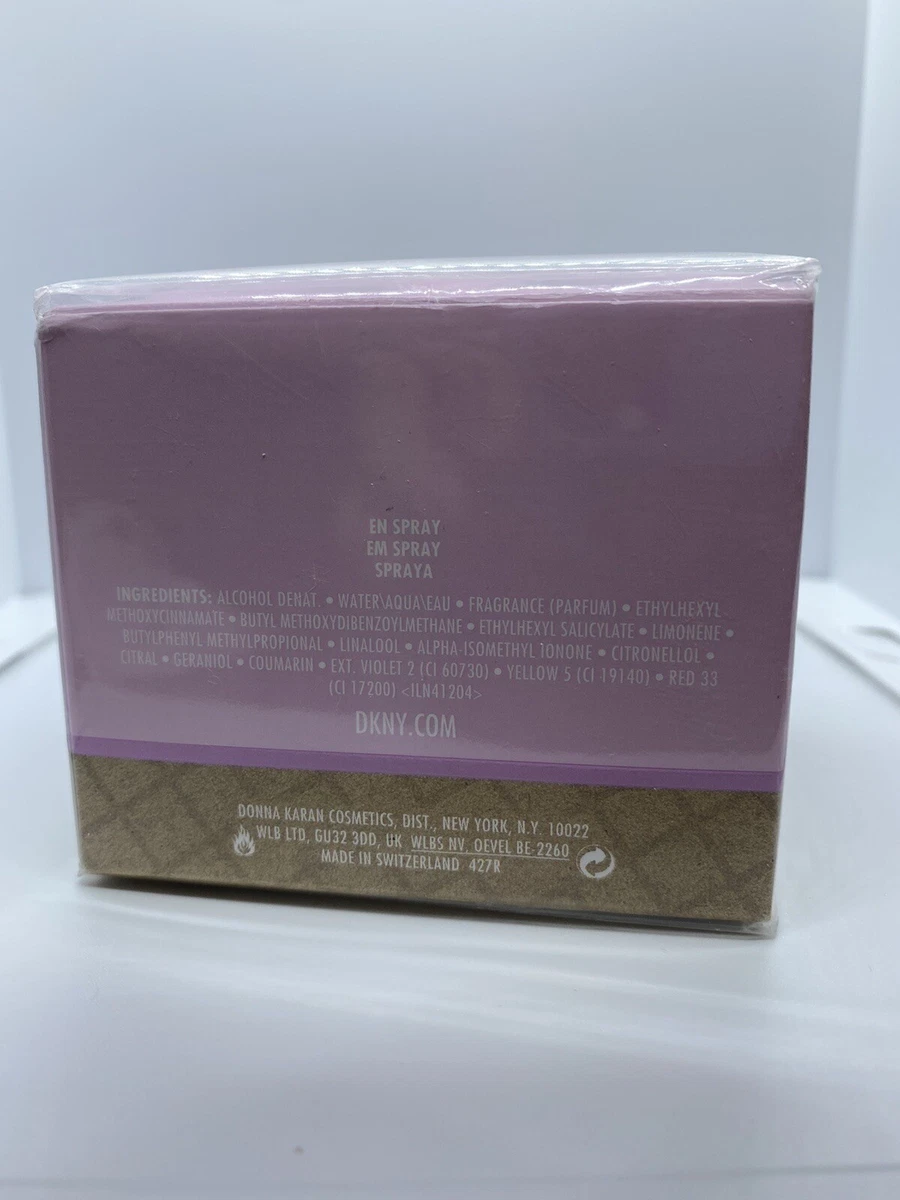 EN SPRAY
EM SPRAY
SPRAYA
INGREDIENTS: ALCOHOL DENAT. • WATER\AQUA\EAU • FRAGRANCE (PARFUM) • ETHYLHEXYL
METHOXYCINNAMATE • BUTYL METHOXYDIBENZOYLMETHANE • ETHYLHEXYL SALICYLATE • LIMONENE •
BUTYLPHENYL METHYLPROPIONAL • LINALOOL • ALPHA-ISOMETHYL IONONE • CITRONELLOL •
CITRAL • GERANIOL • COUMARIN • EXT. VIOLET 2 (CI 60730) • YELLOW 5 (CI 19140) • RED 33
(CI 17200) <ILN41204>
DKNY.COM
DONNA KARAN COSMETICS, DIST., NEW YORK, N.Y. 10022
WLB LTD, GU32 3DD, UK WLBS NV, OEVEL BE-2260
MADE IN SWITZERLAND 427R